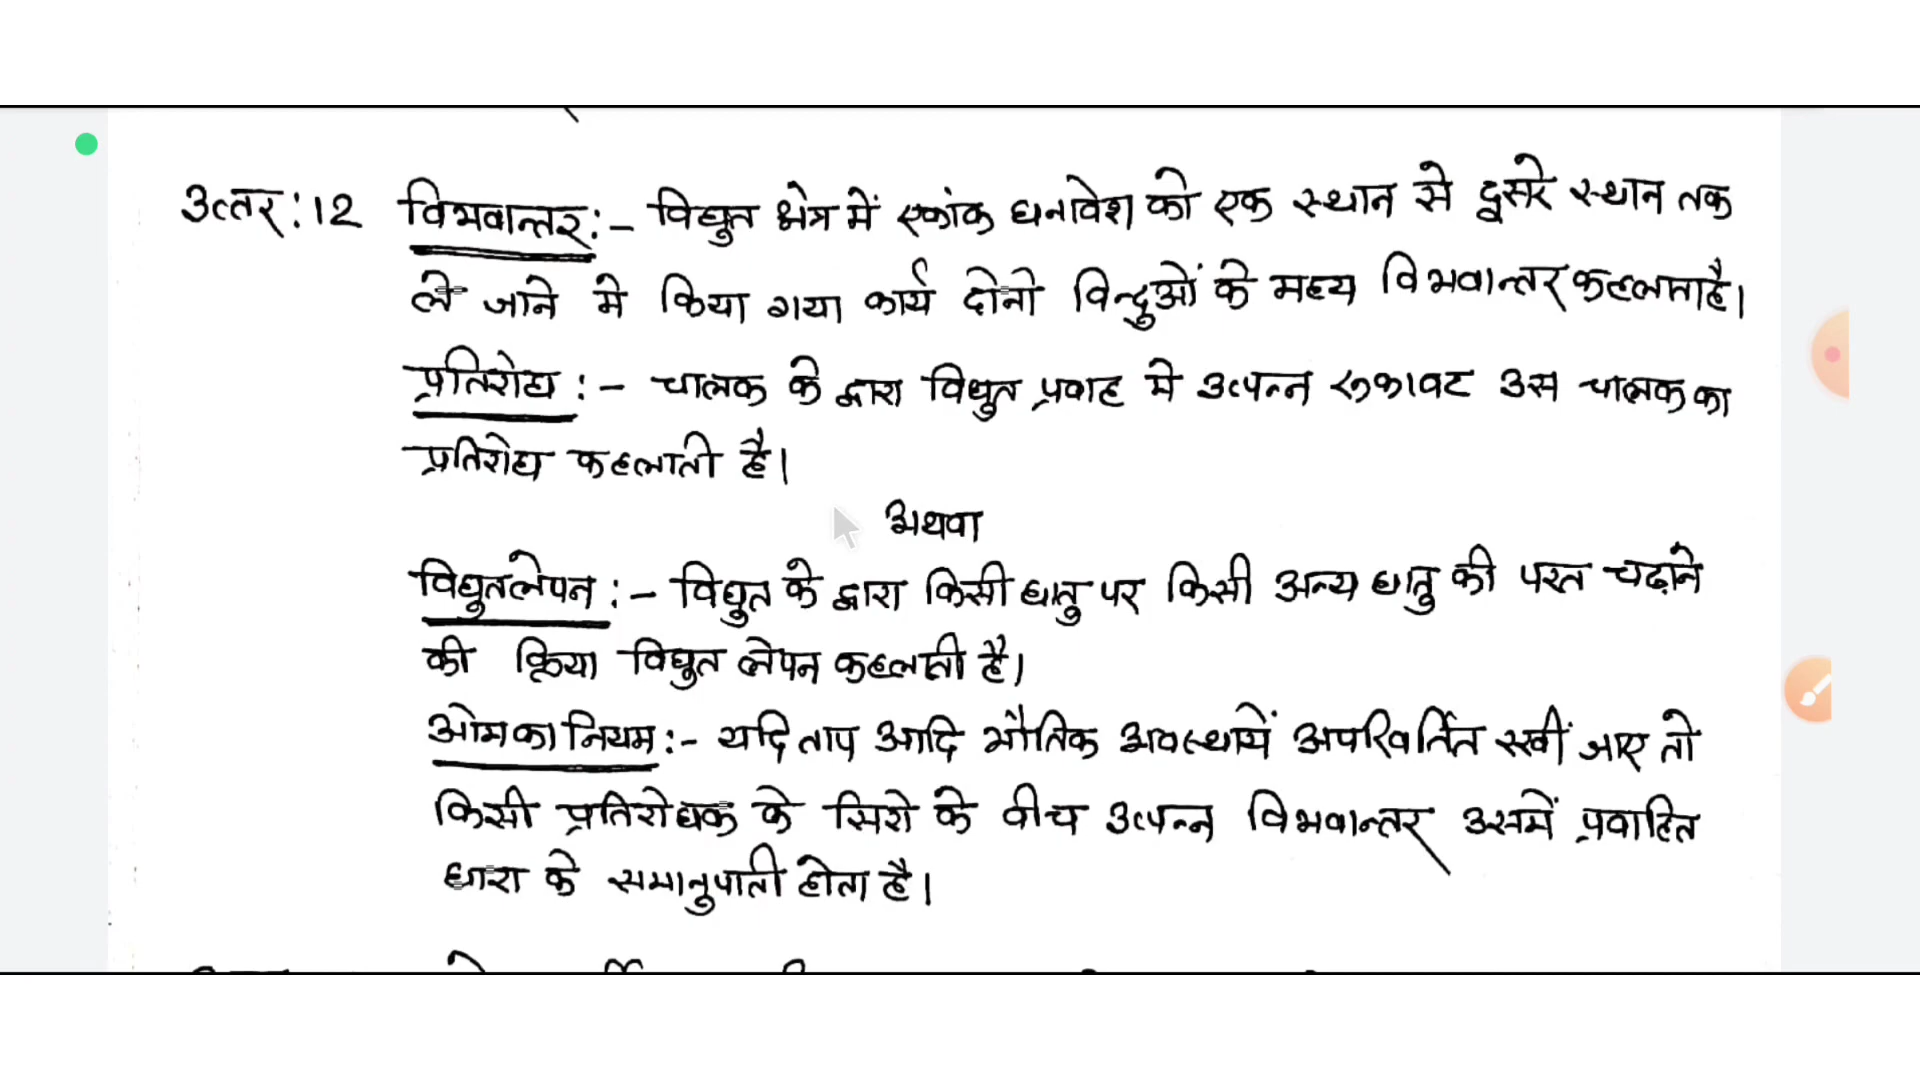 उत्तर:12 विभवान्तर:- विद्युत क्षेत्र में एकांक धनावेश को एक स्थान से दूसरे स्थान तक
ले जाने मे किया गया कार्य दोनो विन्दुओं के मध्य विभवान्तर कहलाता है।
प्रतिरोध :- चालक के द्वारा विधुत प्रवाह मे उत्पन्न रुकावट उस चालक का
प्रतिरोध कहलाती है।
अथवा
विद्युतलेपन :- विद्युत के द्वारा किसी धातु पर किसी अन्य धातु की परत चढ़ाने
की क्रिया विद्युत लेपन कहलाती है।
ओम का नियम :- यदि ताप आदि भौतिक अवस्थायें अपरिवर्तित रखीं जाए तो
किसी प्रतिरोधक के सिरो के वीच उत्पन्न विभवान्तर उसमें प्रवाहित
धारा के समानुपाती होता है।